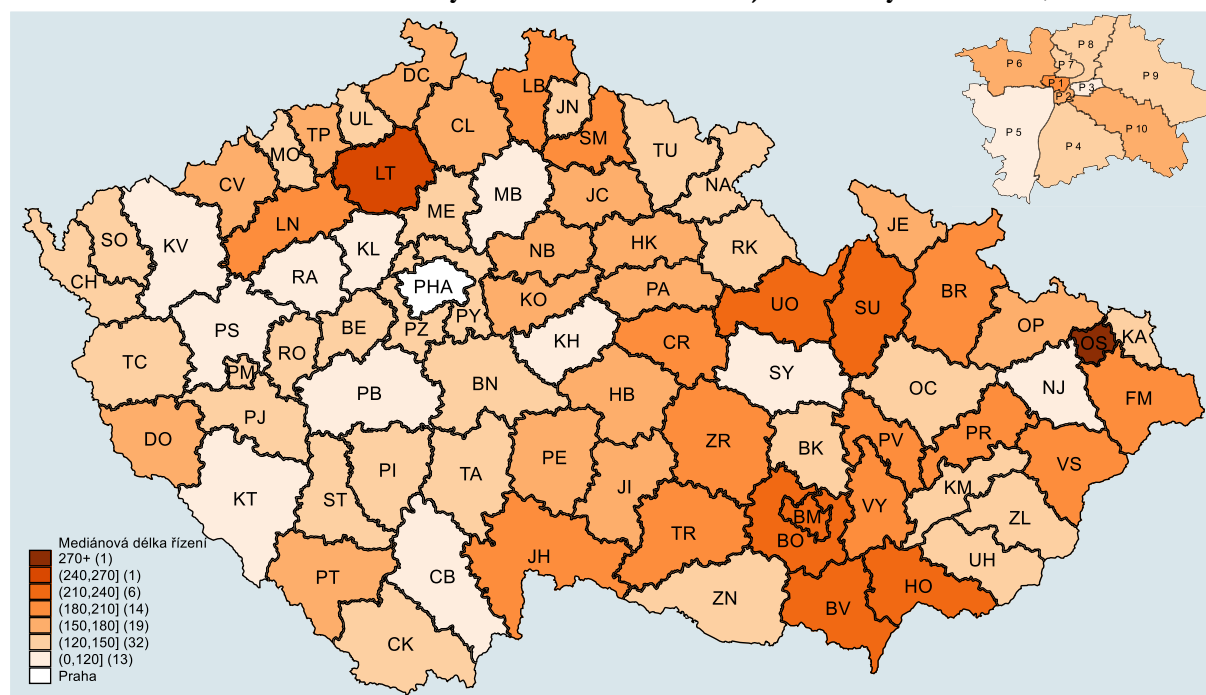 DC
LB
P 8
P 6
P 7
P 9
P 1
P 3
P 2
P 5
P 10
P 4
UL
JN
TP
CL
SM
MO
TU
LT
CV
NA
MB
JC
ME
LN
SO
KV
KL
NB
HK
RK
JE
RA
CH
PHA
KO
PA
UO
SU
BR
PS
BE
PZ
PY
OP
KA
OS
KH
CR
RO
TC
PM
SY
OC
NJ
PB
BN
HB
FM
PJ
DO
ZR
PV
PR
BK
VS
PE
PI
TA
JI
KT
ST
KM
VY
BM
ZL
TR
BO
Mediánová délka řízení
270+ (1)
(240,270] (1)
(210,240] (6)
(180,210] (14)
(150,180] (19)
(120,150] (32)
(0,120] (13)
Praha
JH
UH
PT
CB
HO
ZN
BV
CK